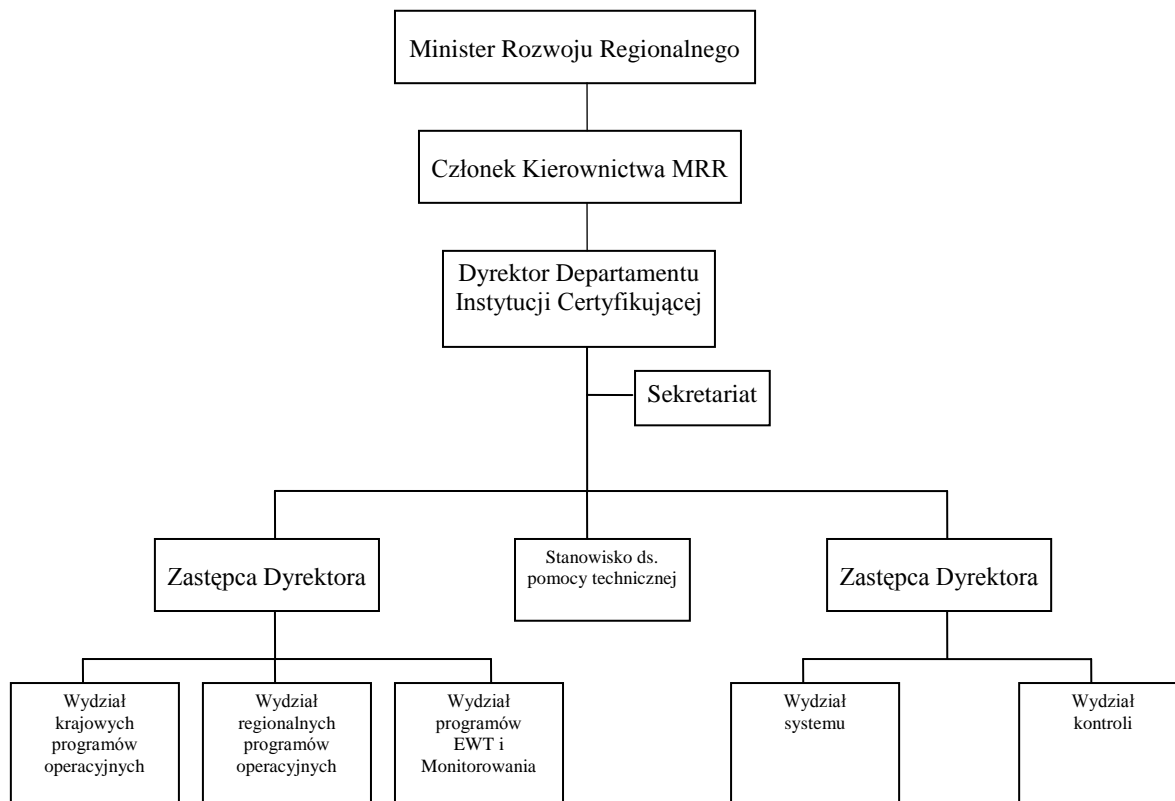 Minister Rozwoju Regionalnego
Członek Kierownictwa MRR
Dyrektor Departamentu
Instytucji Certyfikującej
Sekretariat
Zastępca Dyrektora
Stanowisko ds.
pomocy technicznej
Zastępca Dyrektora
Wydział
krajowych
programów
operacyjnych
Wydział
regionalnych
programów
operacyjnych
Wydział
programów
EWT i
Monitorowania
Wydział
systemu
Wydział
kontroli